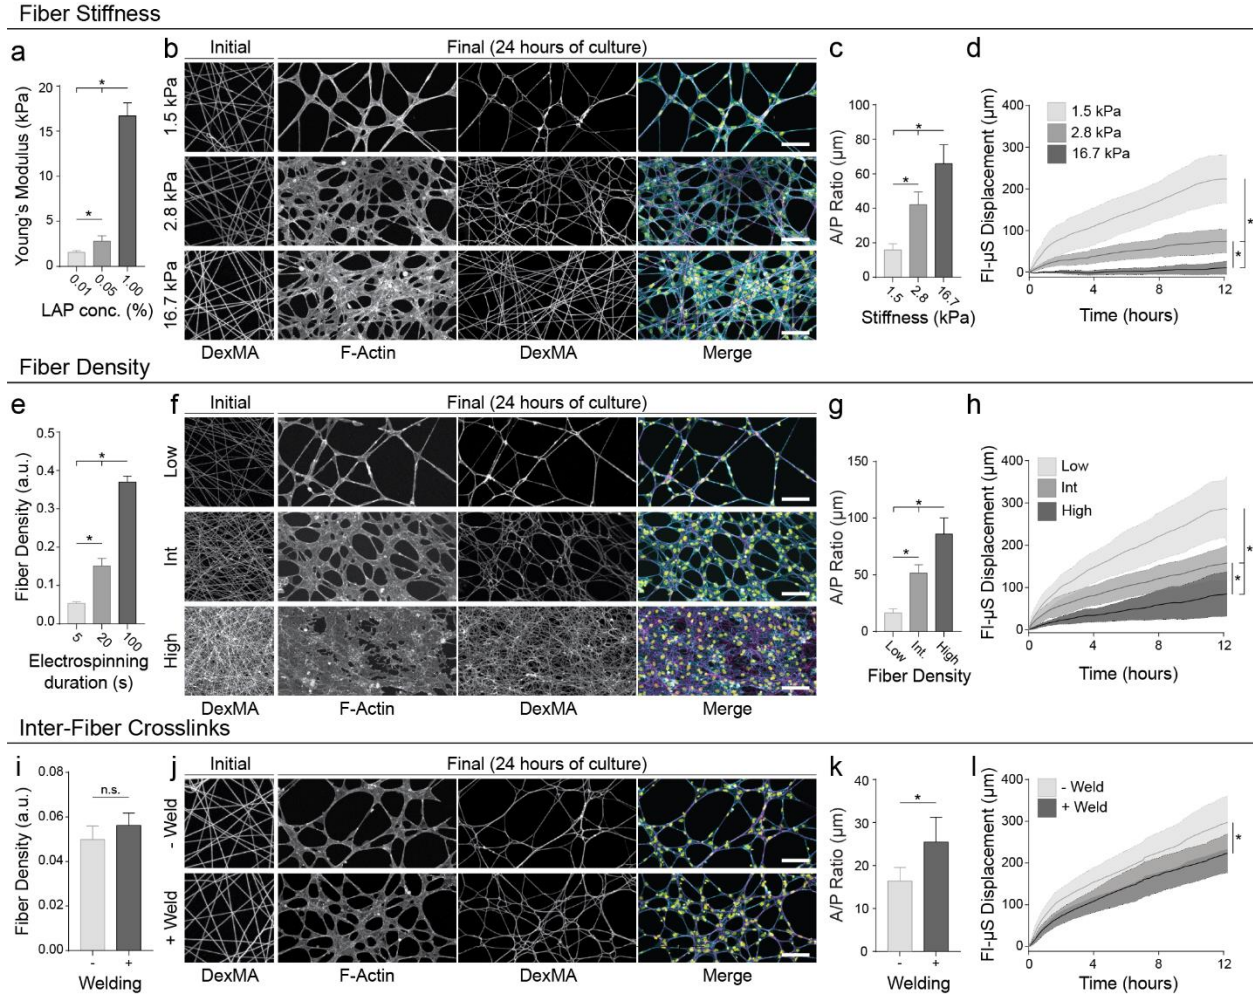 Fiber Stiffness
a
Young's Modulus (kPa)
20
15
10
5
0
0.01
0.05
1.00
LAP conc. (%)
*
*
b
Initial
Final (24 hours of culture)
1.5 kPa
2.8 kPa
16.7 kPa
DexMA
F-Actin
DexMA
Merge
c
A/P Ratio (µm)
100
80
60
40
20
0
1.5
2.8
16.7
Stiffness (kPa)
*
*
d
FI-µS Displacement (µm)
400
300
200
100
0
0
4
8
12
Time (hours)
1.5 kPa
2.8 kPa
16.7 kPa
*
*
Fiber Density
e
Fiber Density (a.u.)
0.5
0.4
0.3
0.2
0.1
0.0
5
20
100
Electrospinning
duration (s)
*
*
f
Initial
Final (24 hours of culture)
Low
Int
High
DexMA
F-Actin
DexMA
Merge
g
A/P Ratio (µm)
150
100
50
0
Low
Int.
High
Fiber Density
*
*
h
FI-µS Displacement (µm)
400
300
200
100
0
0
4
8
12
Time (hours)
Low
Int
High
*
*
Inter-Fiber Crosslinks
i
Fiber Density (a.u.)
0.08
0.06
0.04
0.02
0.00
n.s.
-
+
Welding
j
Initial
Final (24 hours of culture)
- Weld
+ Weld
DexMA
F-Actin
DexMA
Merge
k
A/P Ratio (µm)
40
30
20
10
0
*
-
+
Welding
l
FI-µS Displacement (µm)
400
300
200
100
0
0
4
8
12
Time (hours)
- Weld
+ Weld
*